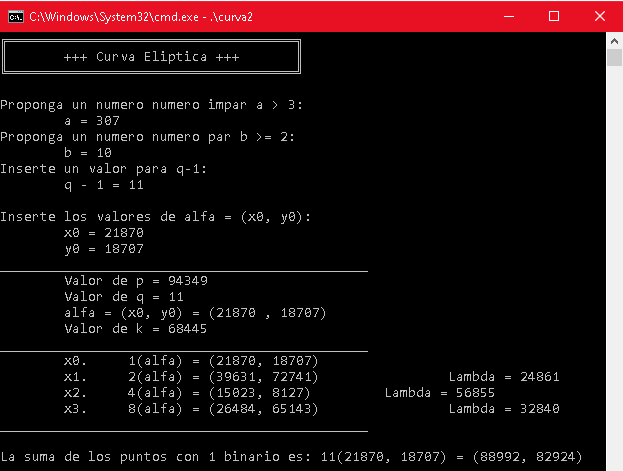 C:\Windows\System32\cmd.exe - .\curva2
+++ Curva Eliptica +++
Proponga un numero numero impar a > 3:
a = 307
Proponga un numero numero par b >= 2:
b = 10
Inserte un valor para q-1:
q - 1 = 11
Inserte los valores de alfa = (x0, y0):
x0 = 21870
y0 = 18707
Valor de p = 94349
Valor de q = 11
alfa = (x0, y0) = (21870 , 18707)
Valor de k = 68445
x0. 1(alfa) = (21870, 18707)
x1. 2(alfa) = (39631, 72741) Lambda = 24861
x2. 4(alfa) = (15023, 8127) Lambda = 56855
x3. 8(alfa) = (26484, 65143) Lambda = 32840
La suma de los puntos con 1 binario es: 11(21870, 18707) = (88992, 82924)